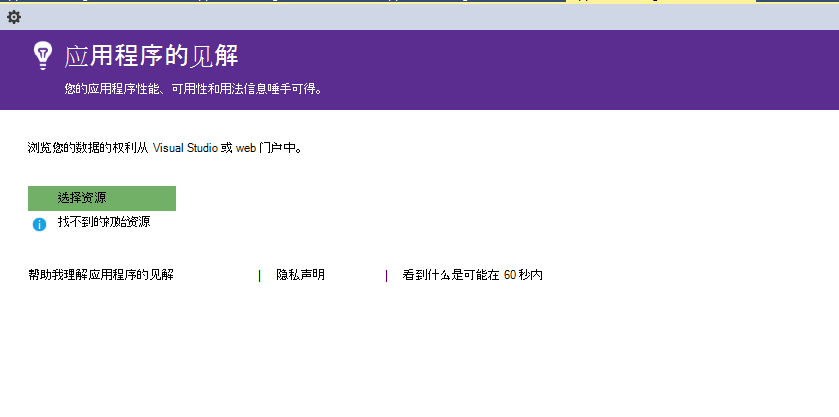 应用程序的见解
您的应用程序性能、可用性和用法信息唾手可得。
浏览您的数据的权利从 Visual Studio 或 web 门户中。
选择资源
找不到的初始资源
帮助我理解应用程序的见解 | 隐私声明 | 看到什么是可能在 60 秒内